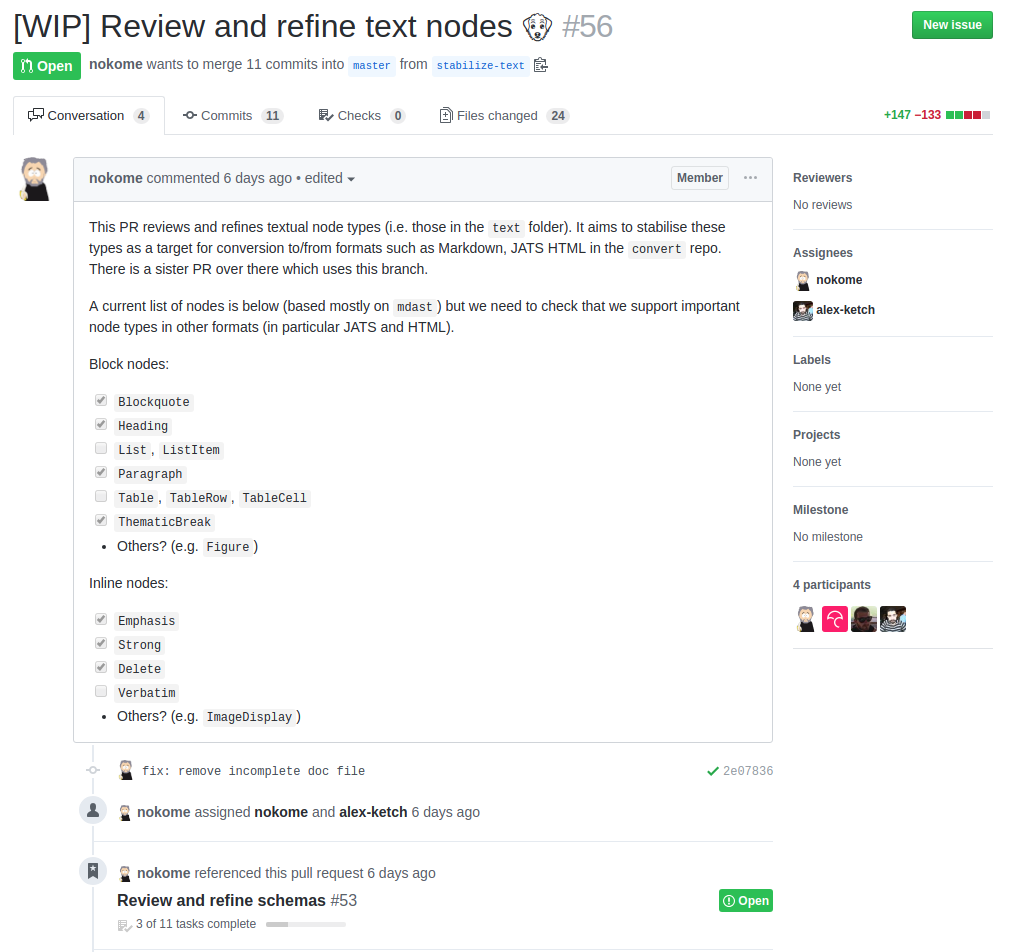 [WIP] Review and refine text nodes #56
New issue
Open nokome wants to merge 11 commits into master from stabilize-text
Conversation 4 Commits 11 Checks 0 Files changed 24 +147 −133
nokome commented 6 days ago • edited Member ...
This PR reviews and refines textual node types (i.e. those in the text folder). It aims to stabilise these
types as a target for conversion to/from formats such as Markdown, JATS HTML in the convert repo.
There is a sister PR over there which uses this branch.
A current list of nodes is below (based mostly on mdast ) but we need to check that we support important
node types in other formats (in particular JATS and HTML).
Block nodes:
Blockquote
Heading
List , ListItem
Paragraph
Table , TableRow , TableCell
ThematicBreak
• Others? (e.g. Figure )
Inline nodes:
Emphasis
Strong
Delete
Verbatim
• Others? (e.g. ImageDisplay )
fix: remove incomplete doc file 2e07836
nokome assigned nokome and alex-ketch 6 days ago
nokome referenced this pull request 6 days ago
Review and refine schemas #53 Open
3 of 11 tasks complete
Reviewers
No reviews
Assignees
nokome
alex-ketch
Labels
None yet
Projects
None yet
Milestone
No milestone
4 participants